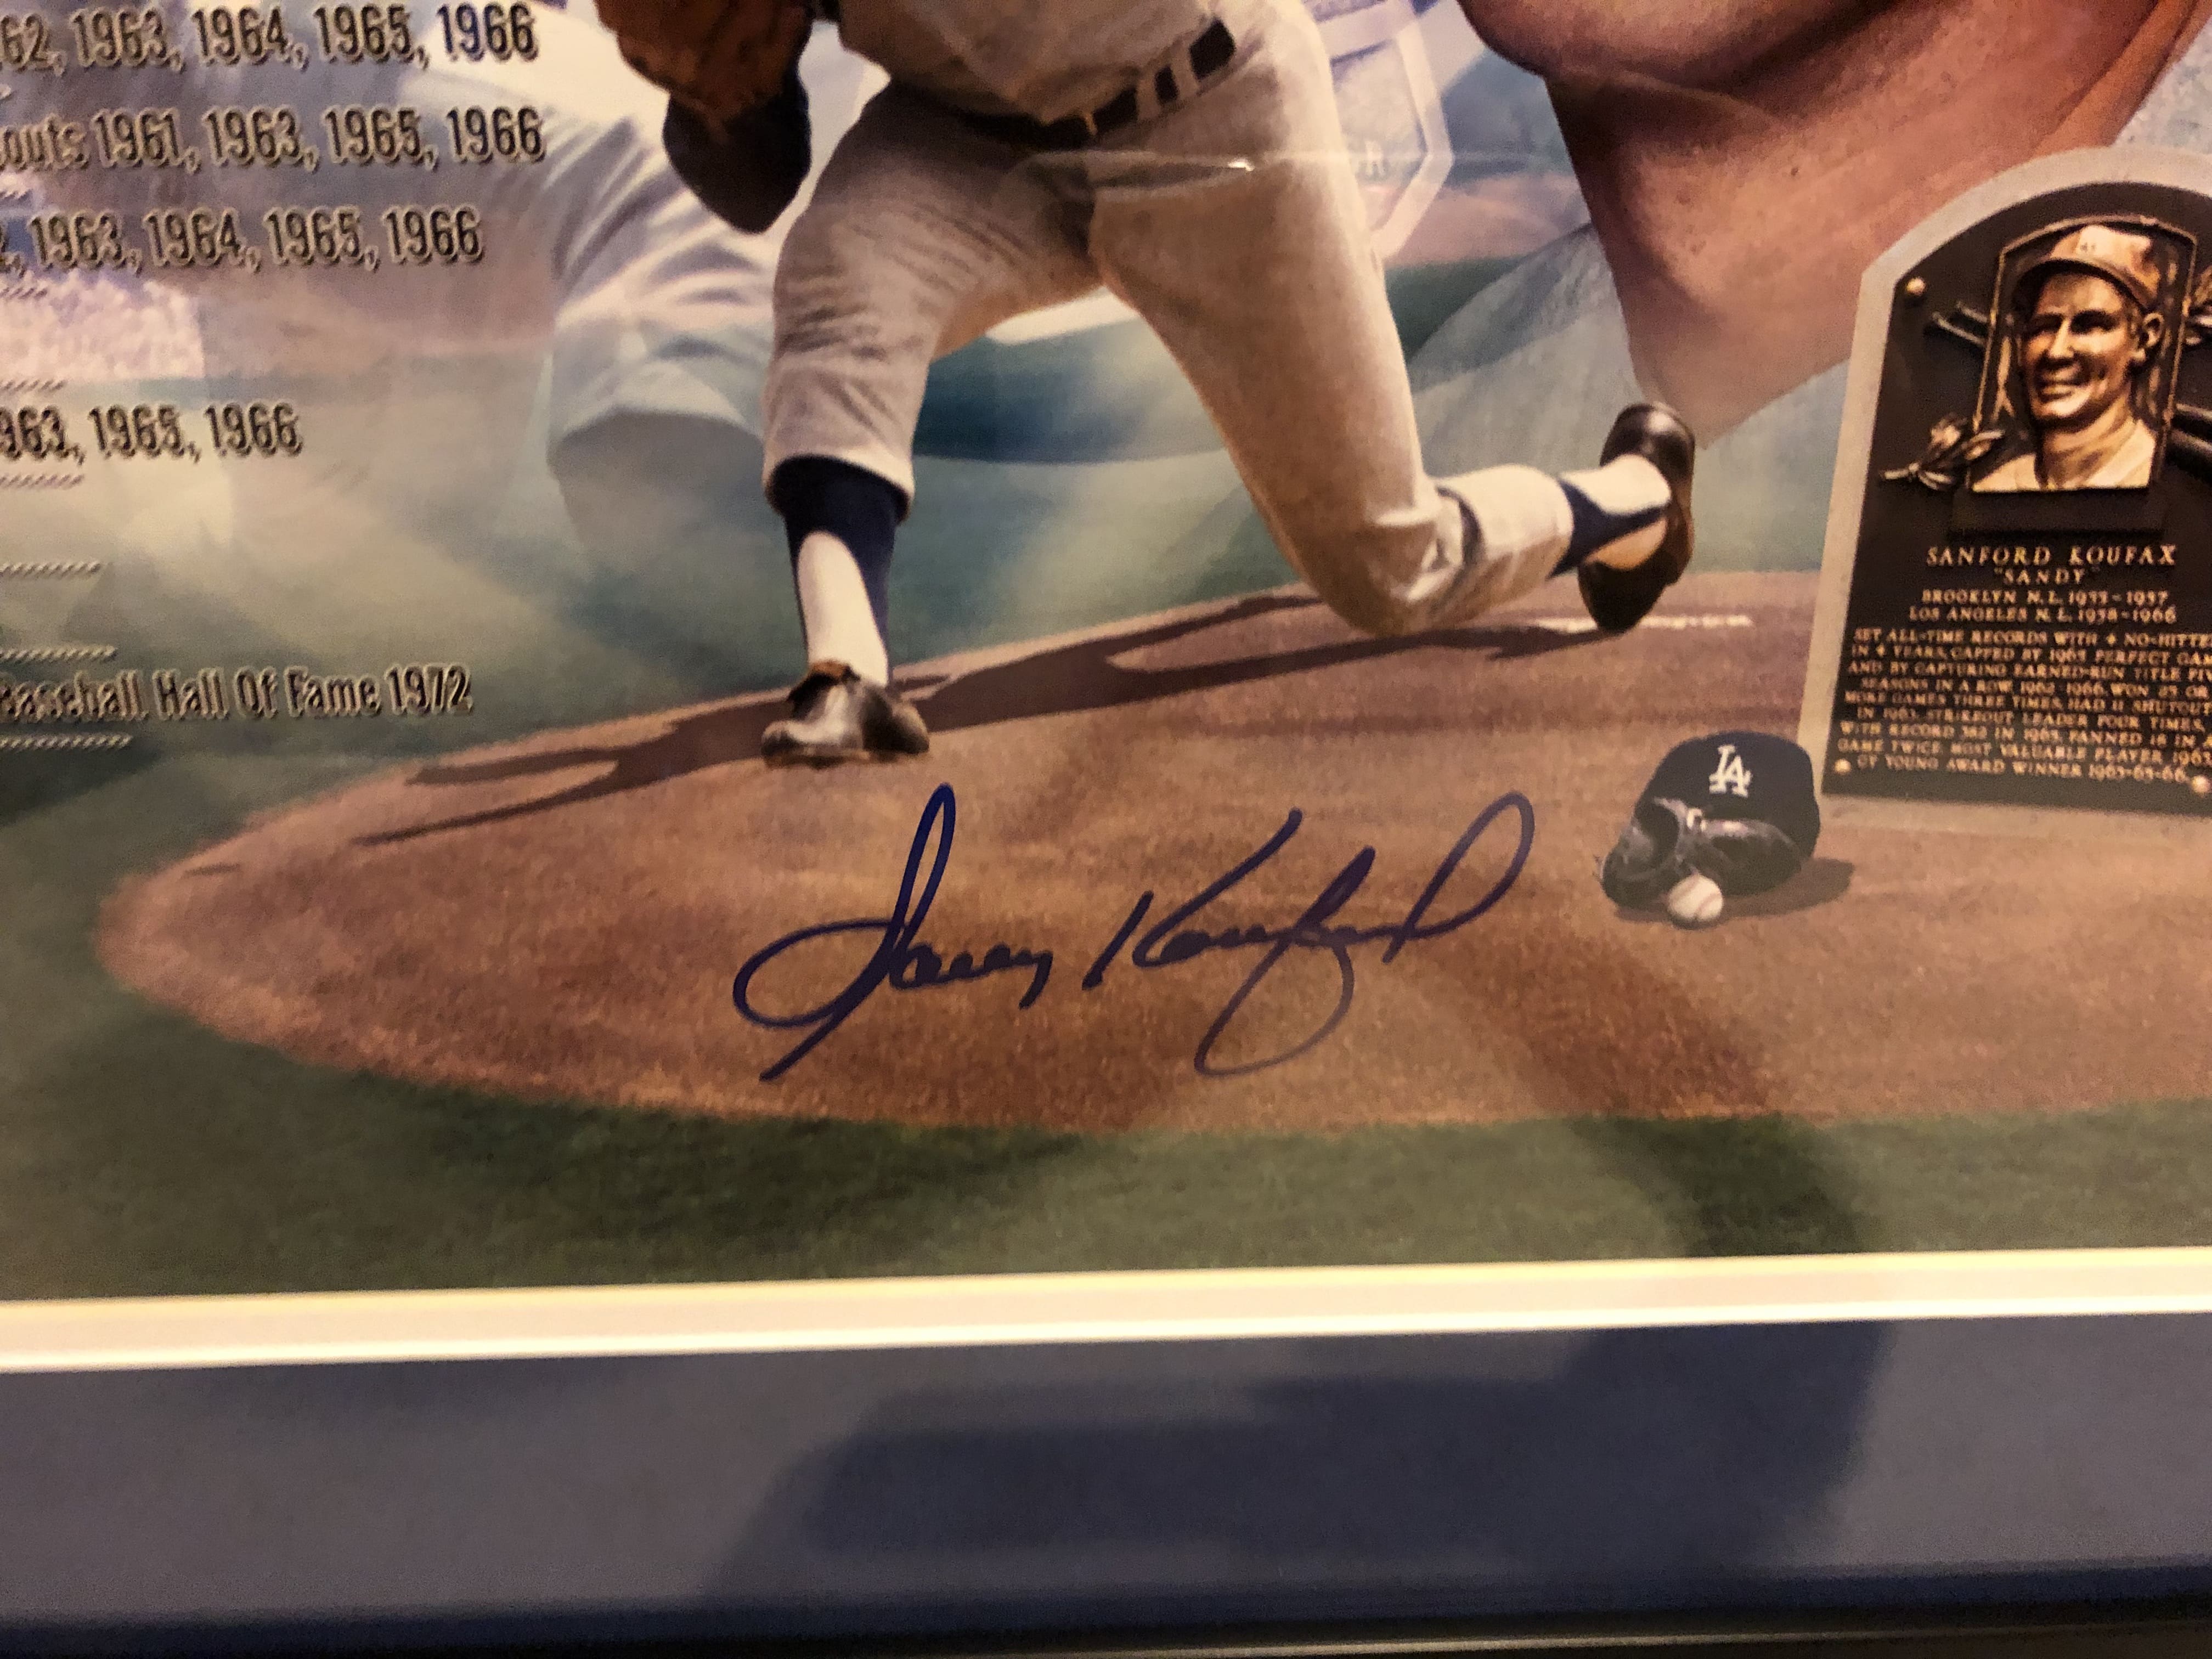 62, 1963, 1964, 1965, 1966
outs 1961, 1963, 1965, 1966
2, 1963, 1964, 1965, 1966
963, 1965, 1966
Baseball Hall Of Fame 1972
SANFORD KOUFAX
"SANDY"
BROOKLYN N.L. 1955-1957
LOS ANGELES N.L. 1958-1966
SET ALL-TIME RECORDS WITH 4 NO-HITTE
IN 4 YEARS, CAPPED BY 1965 PERFECT GAM
AND BY CAPTURING EARNED-RUN TITLE FIV
SEASONS IN A ROW, 1962-1966. WON 25 OR
MORE GAMES THREE TIMES. HAD 11 SHUTOUT
IN 1963. STRIKEOUT LEADER FOUR TIMES,
WITH RECORD 382 IN 1965. FANNED 18 IN A
GAME TWICE. MOST VALUABLE PLAYER 1963.
CY YOUNG AWARD WINNER 1963-65-66.
LA
Sandy Koufax